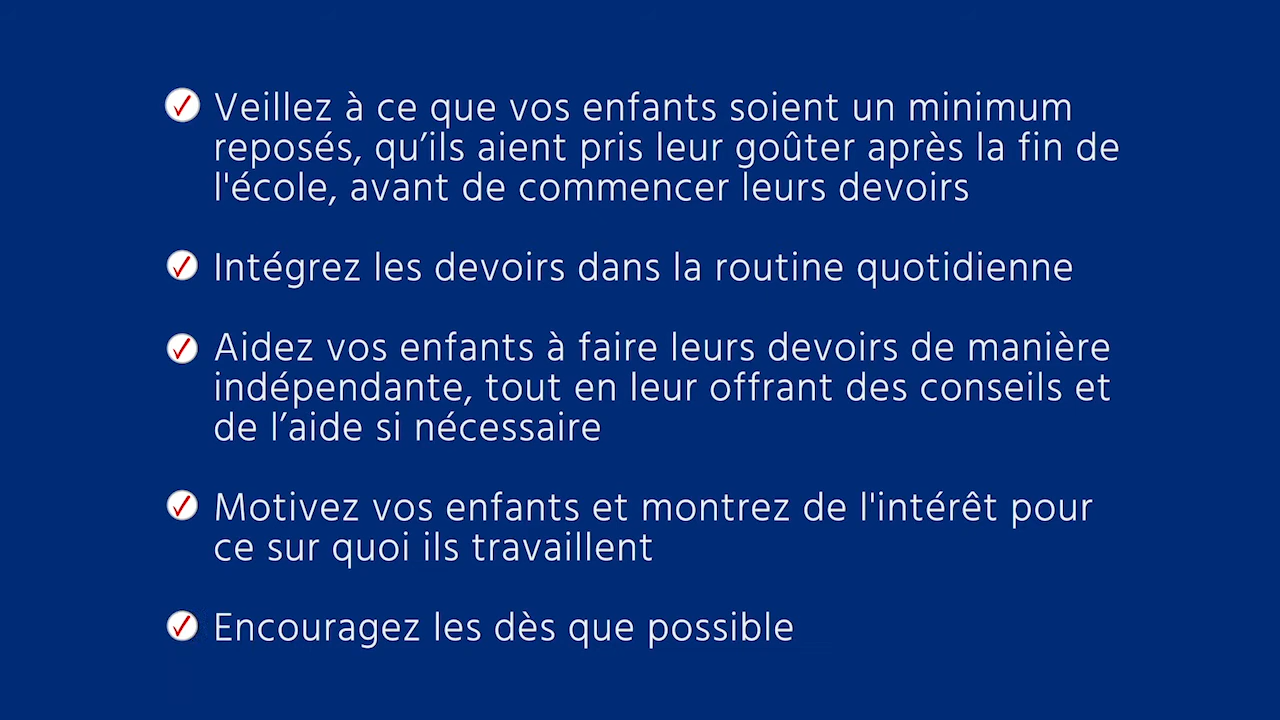 Veillez à ce que vos enfants soient un minimum
reposés, qu’ils aient pris leur goûter après la fin de
l'école, avant de commencer leurs devoirs
Intégrez les devoirs dans la routine quotidienne
Aidez vos enfants à faire leurs devoirs de manière
indépendante, tout en leur offrant des conseils et
de l’aide si nécessaire
Motivez vos enfants et montrez de l'intérêt pour
ce sur quoi ils travaillent
Encouragez les dès que possible